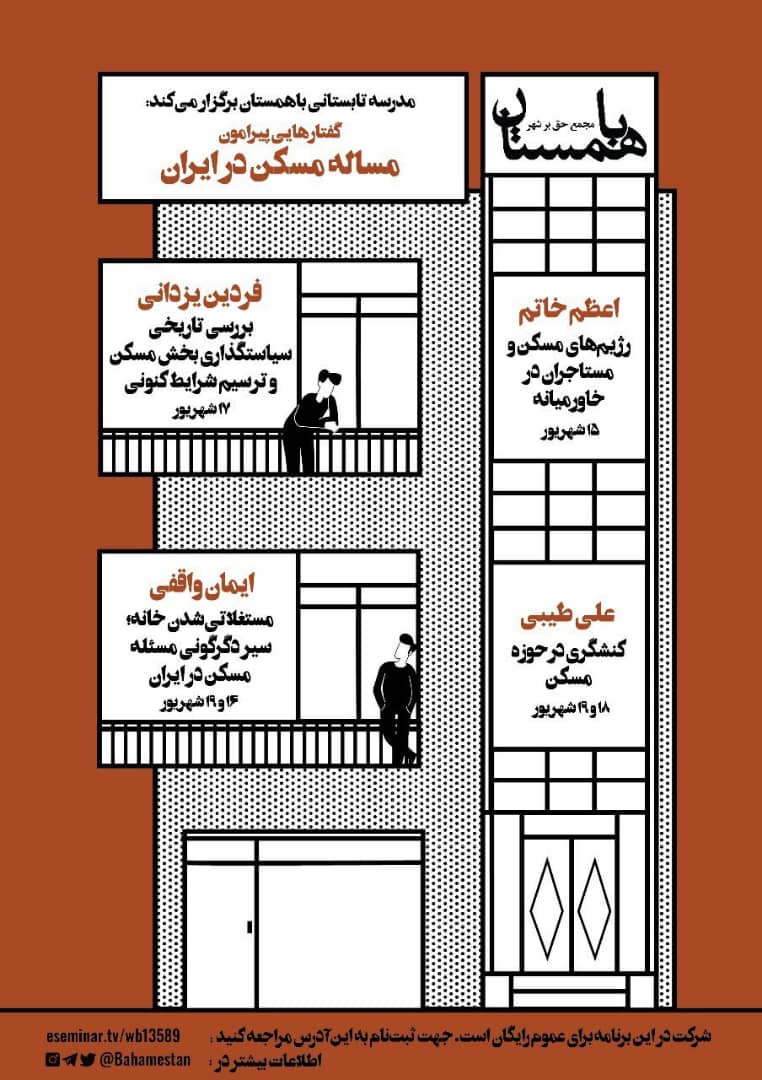 باهمستان
مجمع حق بر شهر
مدرسه تابستانی باهمستان برگزار می‌کند:
گفتارهایی پیرامون
مساله مسکن در ایران
اعظم خاتم
رژیم‌های مسکن و
مستاجران در
خاورمیانه
۱۵ شهریور
فردین یزدانی
بررسی تاریخی
سیاستگذاری بخش مسکن
و ترسیم شرایط کنونی
۱۷ شهریور
علی طیبی
کنشگری در حوزه
مسکن
۱۸ و ۱۹ شهریور
ایمان واقفی
مستغلاتی شدن خانه؛
سیر دگرگونی مسئله
مسکن در ایران
۱۶ و ۱۹ شهریور
شرکت در این برنامه برای عموم رایگان است. جهت ثبت‌نام به این آدرس مراجعه کنید : eseminar.tv/wb13589
اطلاعات بیشتر در : @Bahamestan